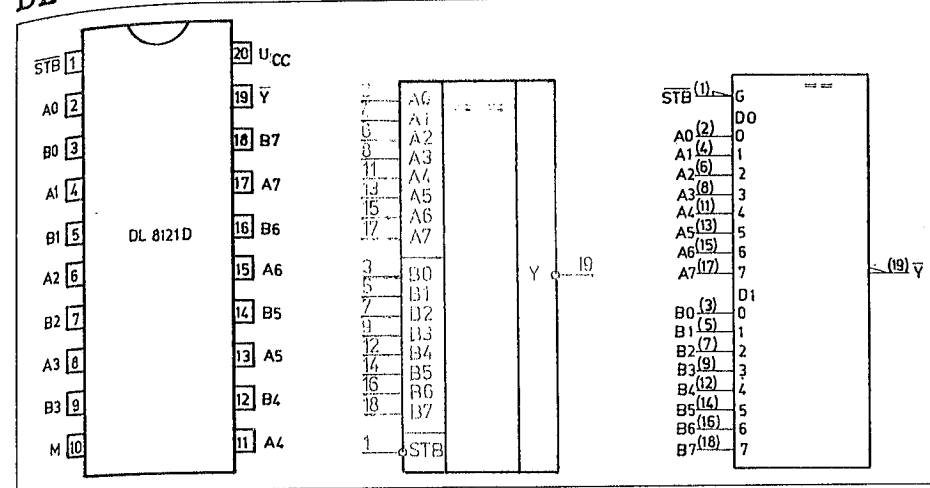 DL
S̅T̅B̅ 1
A0 2
B0 3
A1 4
B1 5
A2 6
B2 7
A3 8
B3 9
M 10
DL 8121D
20 UCC
19 Y̅
18 B7
17 A7
16 B6
15 A6
14 B5
13 A5
12 B4
11 A4
A0
A1
6 A2
8 A3
11 A4
13 A5
15 A6
17 A7
3 B0
5 B1
7 B2
9 B3
12 B4
14 B5
16 B6
18 B7
1 STB
==
Y 19
S̅T̅B̅ (1) G
D0
A0 (2) 0
A1 (4) 1
A2 (6) 2
A3 (8) 3
A4 (11) 4
A5 (13) 5
A6 (15) 6
A7 (17) 7
D1
B0 (3) 0
B1 (5) 1
B2 (7) 2
B3 (9) 3
B4 (12) 4
B5 (14) 5
B6 (16) 6
B7 (18) 7
==
(19) Y̅